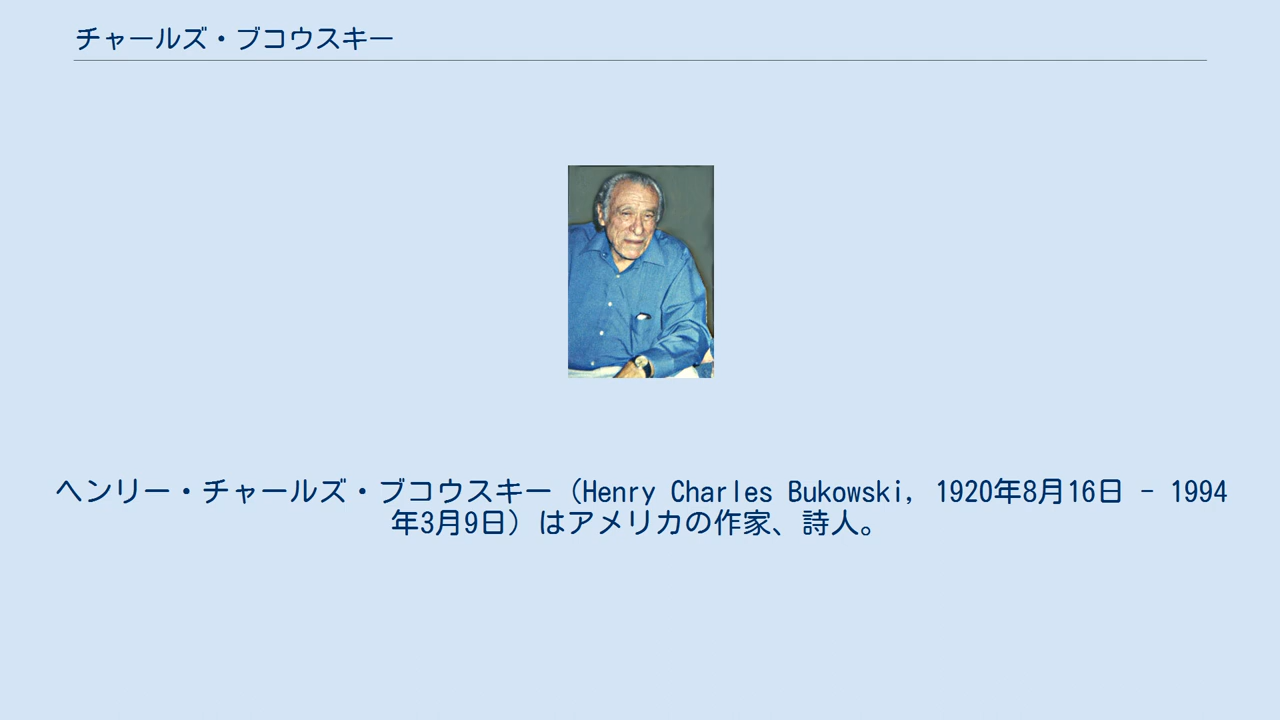 チャールズ・ブコウスキー
ヘンリー・チャールズ・ブコウスキー（Henry Charles Bukowski, 1920年8月16日 - 1994
年3月9日）はアメリカの作家、詩人。